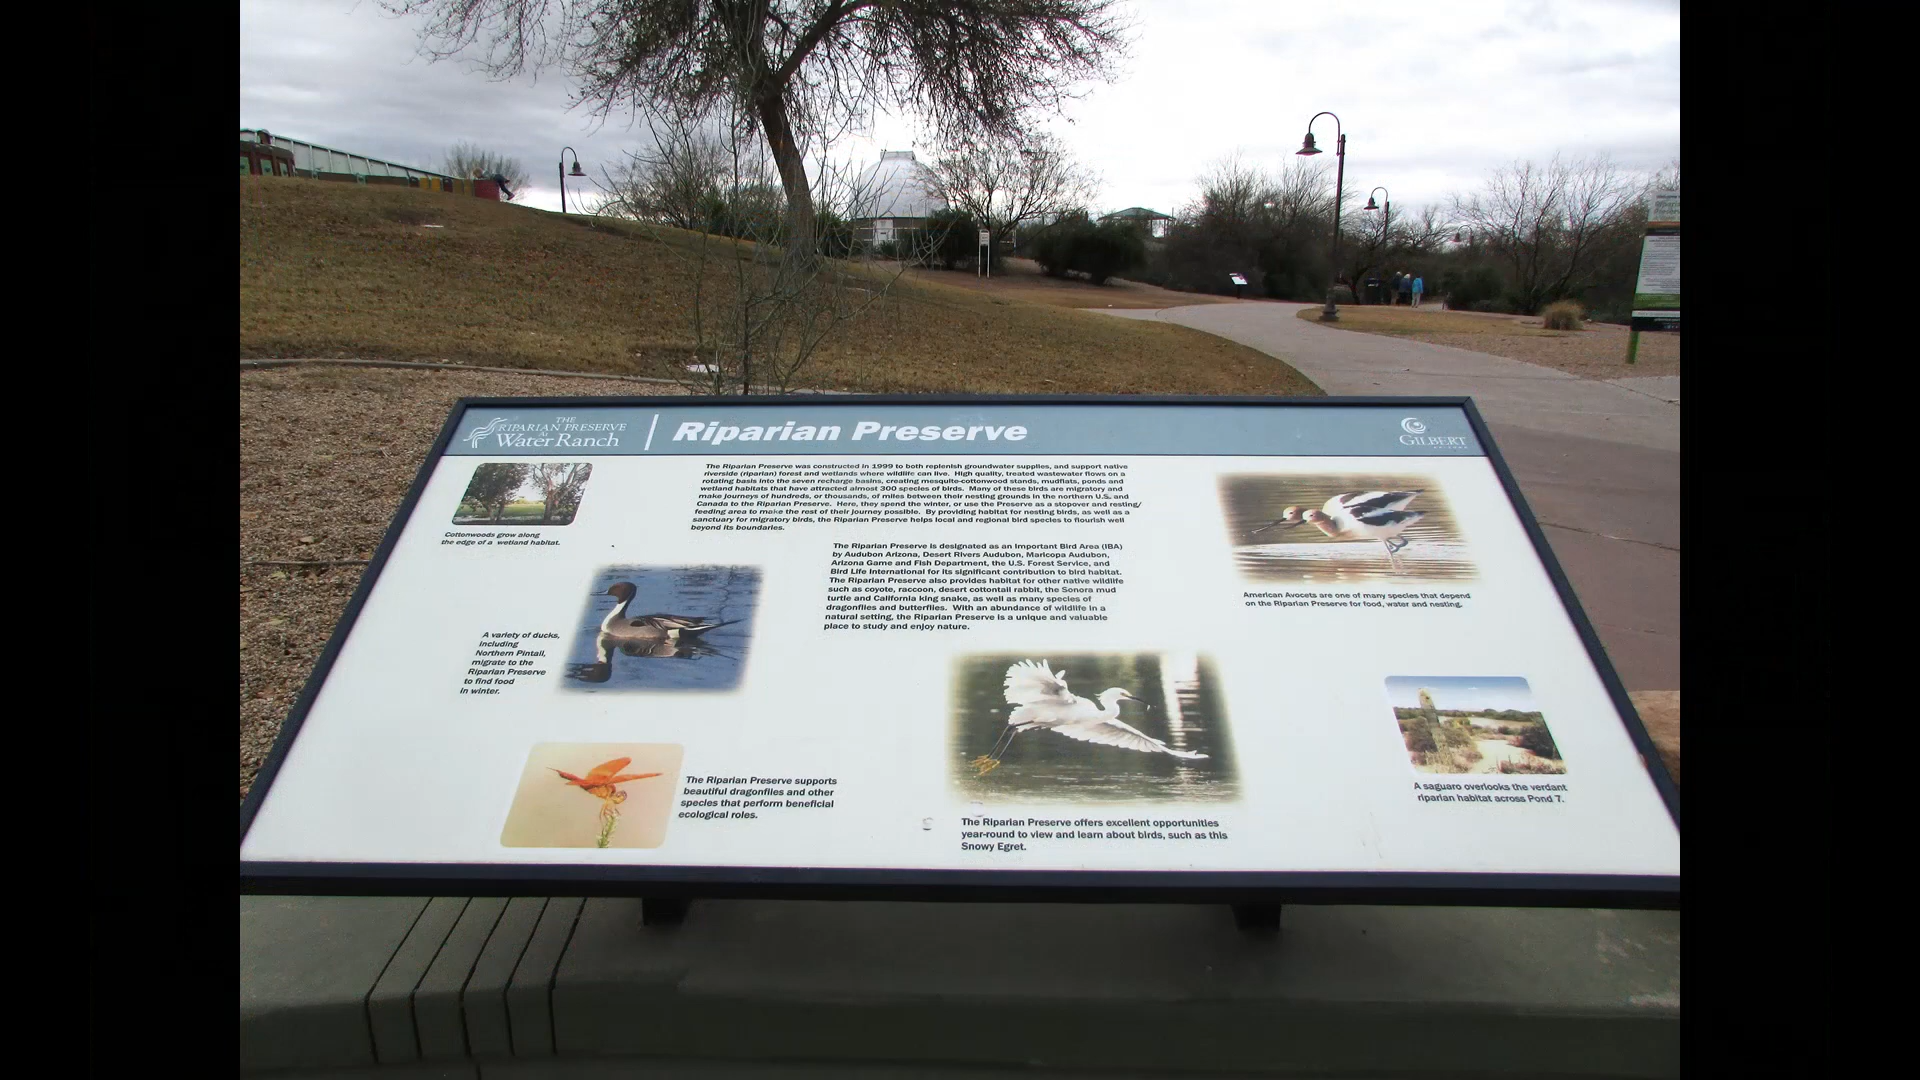 THE
RIPARIAN PRESERVE
Water Ranch
Riparian Preserve
GILBERT
The Riparian Preserve was constructed in 1999 to both replenish groundwater supplies, and support native
riverside (riparian) forest and wetlands where wildlife can live. High quality, treated wastewater flows on a
rotating basis into the seven recharge basins, creating mesquite-cottonwood stands, mudflats, ponds and
wetland habitats that have attracted almost 300 species of birds. Many of these birds are migratory and
make journeys of hundreds, or thousands, of miles between their nesting grounds in the northern U.S. and
Canada to the Riparian Preserve. Here, they spend the winter, or use the Preserve as a stopover and resting/
feeding area to make the rest of their journey possible. By providing habitat for nesting birds, as well as a
sanctuary for migratory birds, the Riparian Preserve helps local and regional bird species to flourish well
beyond its boundaries.
Cottonwoods grow along
the edge of a wetland habitat.
The Riparian Preserve is designated as an Important Bird Area (IBA)
by Audubon Arizona, Desert Rivers Audubon, Maricopa Audubon,
Arizona Game and Fish Department, the U.S. Forest Service, and
Bird Life International for its significant contribution to bird habitat.
The Riparian Preserve also provides habitat for other native wildlife
such as coyote, raccoon, desert cottontail rabbit, the Sonora mud
turtle and California king snake, as well as many species of
dragonflies and butterflies. With an abundance of wildlife in a
natural setting, the Riparian Preserve is a unique and valuable
place to study and enjoy nature.
American Avocets are one of many species that depend
on the Riparian Preserve for food, water and nesting.
A variety of ducks,
including
Northern Pintail,
migrate to the
Riparian Preserve
to find food
in winter.
The Riparian Preserve supports
beautiful dragonflies and other
species that perform beneficial
ecological roles.
The Riparian Preserve offers excellent opportunities
year-round to view and learn about birds, such as this
Snowy Egret.
A saguaro overlooks the verdant
riparian habitat across Pond 7.